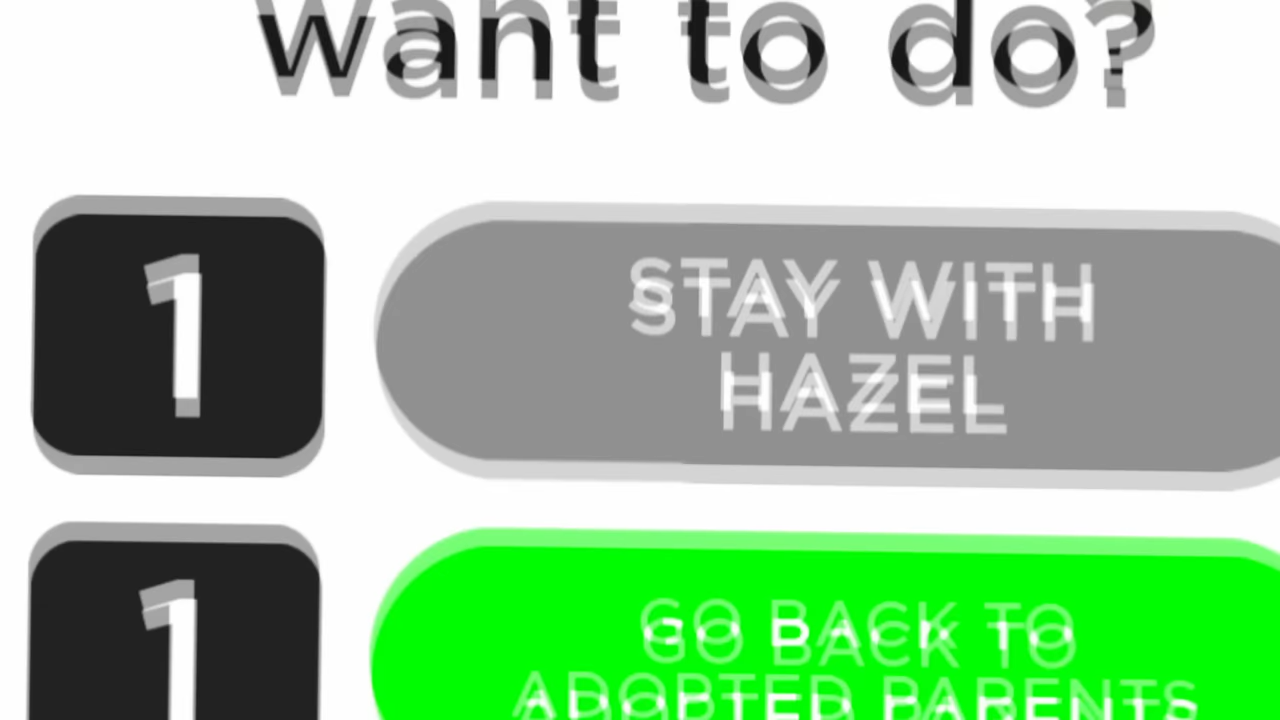 want to do?
1
STAY WITH
HAZEL
1
GO BACK TO
ADOPTED PARENTS